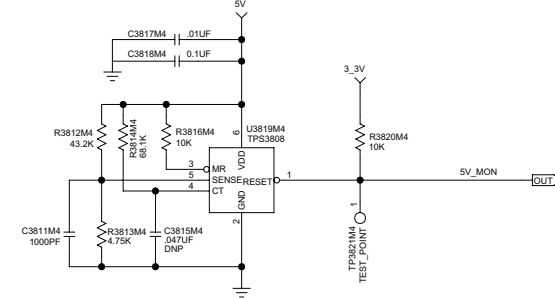 5V
C3817M4 .01UF
C3818M4 0.1UF
3_3V
R3812M4
43.2K
R3814M4
68.1K
R3816M4
10K
U3819M4
TPS3808
R3820M4
10K
6
VDD
3 MR
5 SENSE RESET 1
4 CT
GND
2
5V_MON
OUT
C3811M4
1000PF
R3813M4
4.75K
C3815M4
.047UF
DNP
1
TP3821M4
TEST_POINT